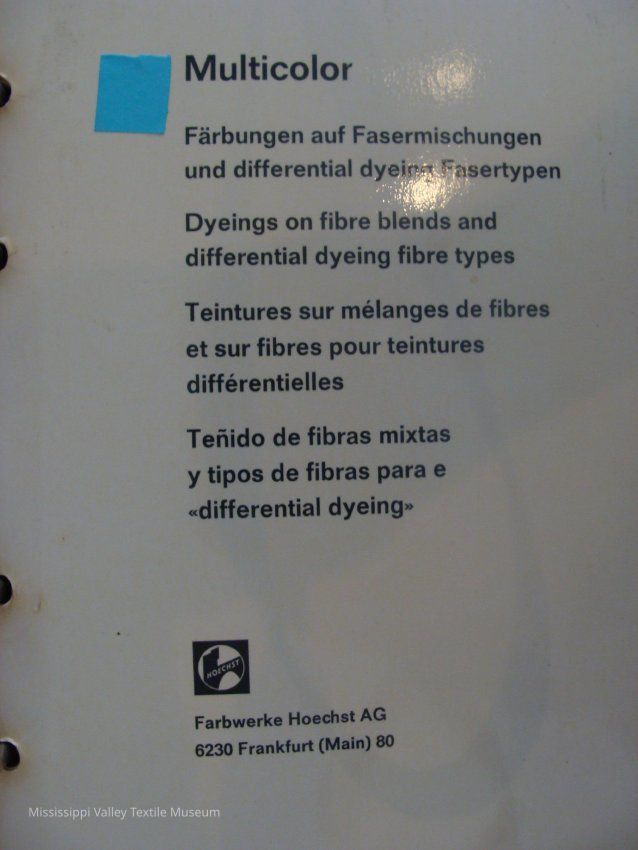 Multicolor
Färbungen auf Fasermischungen
und differential dyeing Fasertypen
Dyeings on fibre blends and
differential dyeing fibre types
Teintures sur mélanges de fibres
et sur fibres pour teintures
différentielles
Teñido de fibras mixtas
y tipos de fibras para e
«differential dyeing»
HOECHST
Farbwerke Hoechst AG
6230 Frankfurt (Main) 80
Mississippi Valley Textile Museum